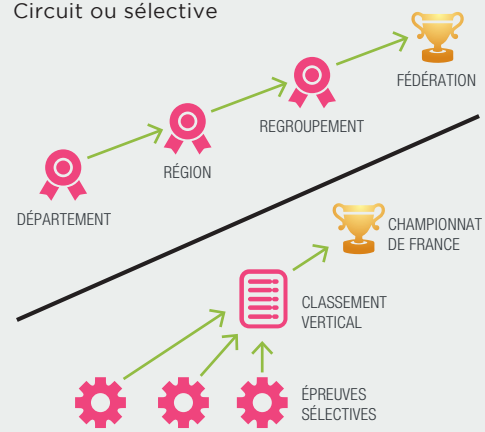 Circuit ou sélective
FÉDÉRATION
REGROUPEMENT
RÉGION
DÉPARTEMENT
CHAMPIONNAT
DE FRANCE
CLASSEMENT
VERTICAL
ÉPREUVES
SÉLECTIVES